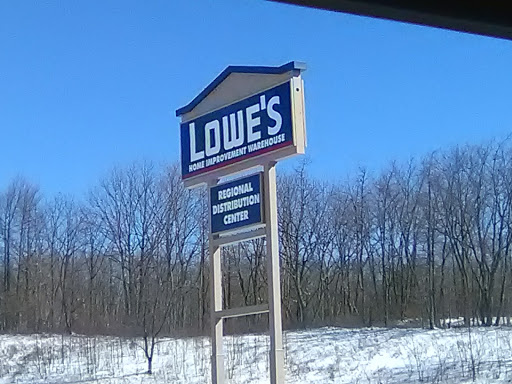 LOWE'S
HOME IMPROVEMENT WAREHOUSE
REGIONAL
DISTRIBUTION
CENTER